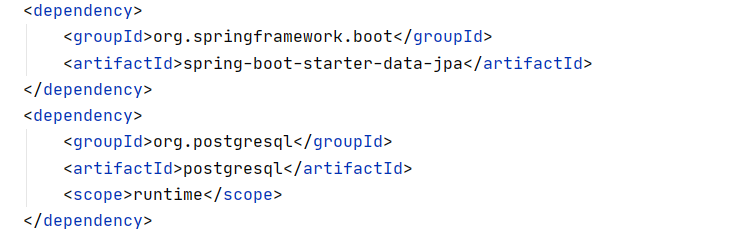 <dependency>
    <groupId>org.springframework.boot</groupId>
    <artifactId>spring-boot-starter-data-jpa</artifactId>
</dependency>
<dependency>
    <groupId>org.postgresql</groupId>
    <artifactId>postgresql</artifactId>
    <scope>runtime</scope>
</dependency>